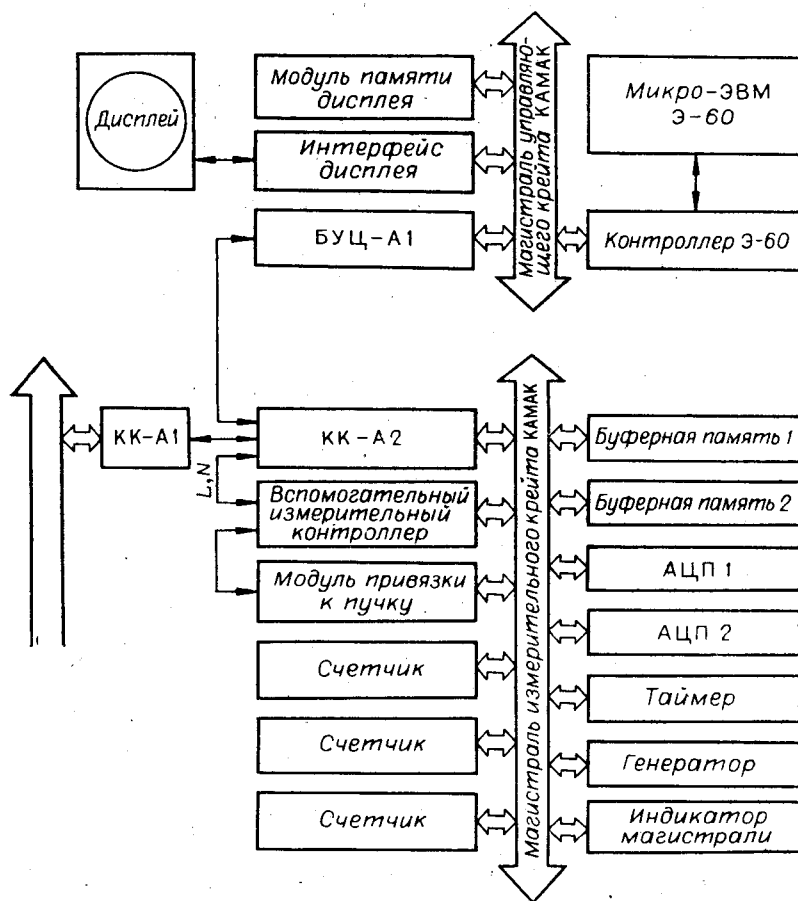 Дисплей
Модуль памяти
дисплея
Интерфейс
дисплея
БУЦ-А1
Магистраль управляю-
щего крейта КАМАК
Микро-ЭВМ
Э-60
Контроллер Э-60
КК-А1
КК-А2
L,N
Вспомогательный
измерительный
контроллер
Модуль привязки
к пучку
Счетчик
Счетчик
Счетчик
Магистраль измерительного крейта КАМАК
Буферная память 1
Буферная память 2
АЦП 1
АЦП 2
Таймер
Генератор
Индикатор
магистрали